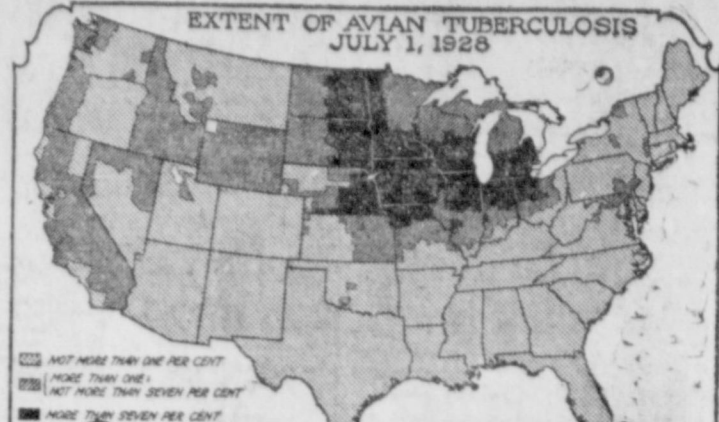 EXTENT OF AVIAN TUBERCULOSIS
JULY 1, 1928
NOT MORE THAN ONE PER CENT
MORE THAN ONE;
NOT MORE THAN SEVEN PER CENT
MORE THAN SEVEN PER CENT